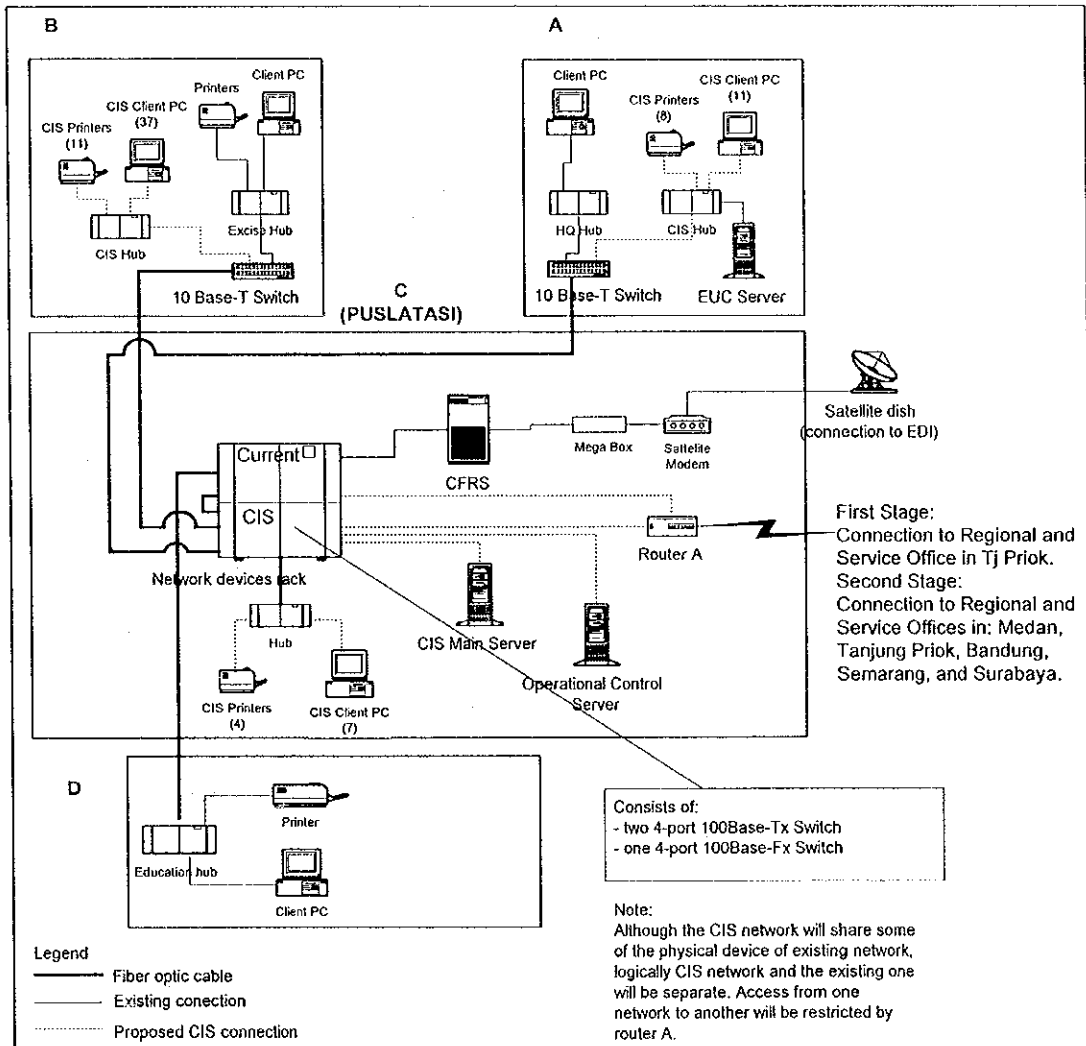 B
A
Printers
Client PC
CIS Client PC
(37)
CIS Printers
(11)
Excise Hub
CIS Hub
10 Base-T Switch
Client PC
CIS Client PC
(11)
CIS Printers
(8)
HQ Hub
CIS Hub
10 Base-T Switch
EUC Server
C
(PUSLATASI)
Current
CIS
Network devices rack
CFRS
Mega Box
Sattelite
Modem
Satellite dish
(connection to EDI)
Router A
First Stage:
Connection to Regional and
Service Office in Tj Priok.
Second Stage:
Connection to Regional and
Service Offices in: Medan,
Tanjung Priok, Bandung,
Semarang, and Surabaya.
Hub
CIS Main Server
Operational Control
Server
CIS Printers
(4)
CIS Client PC
(7)
D
Printer
Education hub
Client PC
Consists of:
- two 4-port 100Base-Tx Switch
- one 4-port 100Base-Fx Switch
Note:
Although the CIS network will share some
of the physical device of existing network,
logically CIS network and the existing one
will be separate. Access from one
network to another will be restricted by
router A.
Legend
Fiber optic cable
Existing conection
Proposed CIS connection